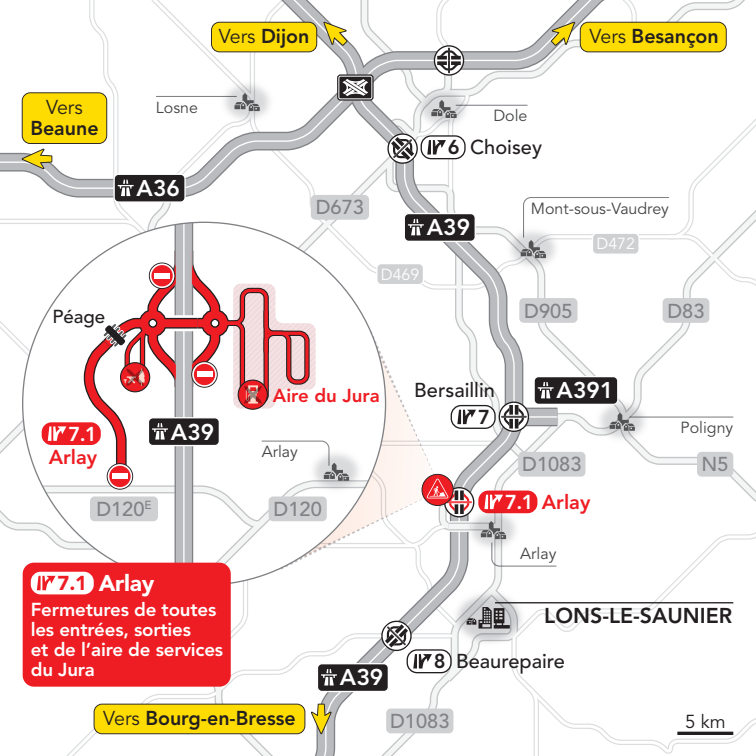 Vers Dijon
Vers Besançon
Vers
Beaune
Losne
Dole
6 Choisey
A36
D673
Mont-sous-Vaudrey
A39
D472
D469
D905
D83
Péage
Bersaillin
A391
7
Aire du Jura
7.1
Arlay
A39
Arlay
Poligny
D1083
N5
D120E
D120
7.1 Arlay
Arlay
7.1 Arlay
Fermetures de toutes
les entrées, sorties
et de l'aire de services
du Jura
LONS-LE-SAUNIER
8 Beaurepaire
A39
Vers Bourg-en-Bresse
D1083
5 km